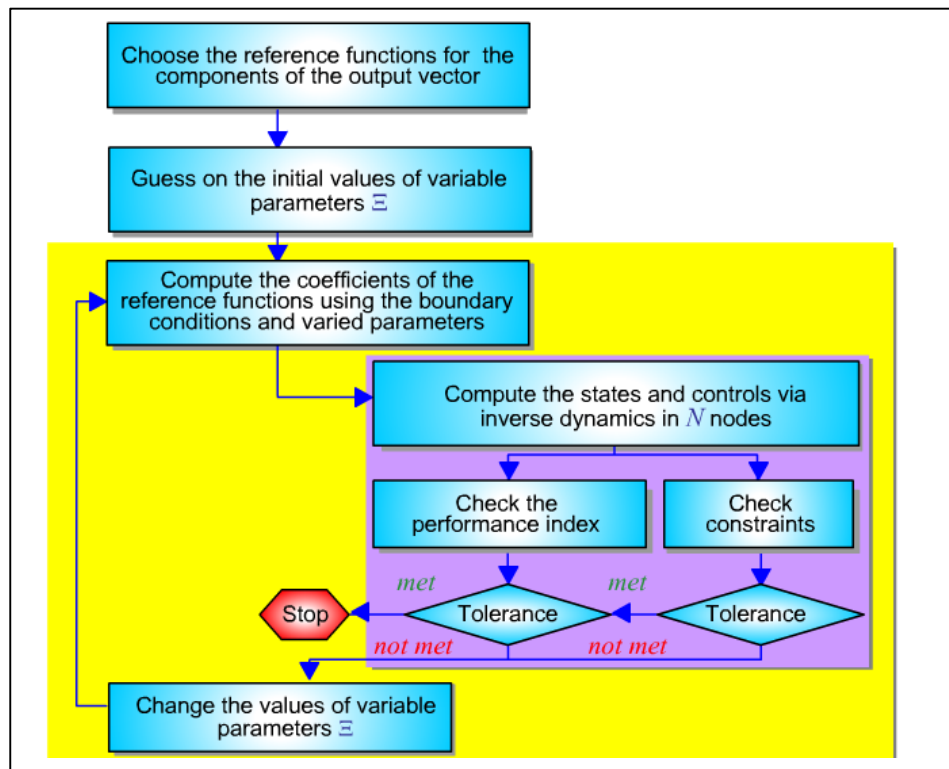 Choose the reference functions for the
components of the output vector
Guess on the initial values of variable
parameters Ξ
Compute the coefficients of the
reference functions using the boundary
conditions and varied parameters
Compute the states and controls via
inverse dynamics in N nodes
Check the
performance index
Check
constraints
met
met
Stop
Tolerance
Tolerance
not met
not met
Change the values of variable
parameters Ξ